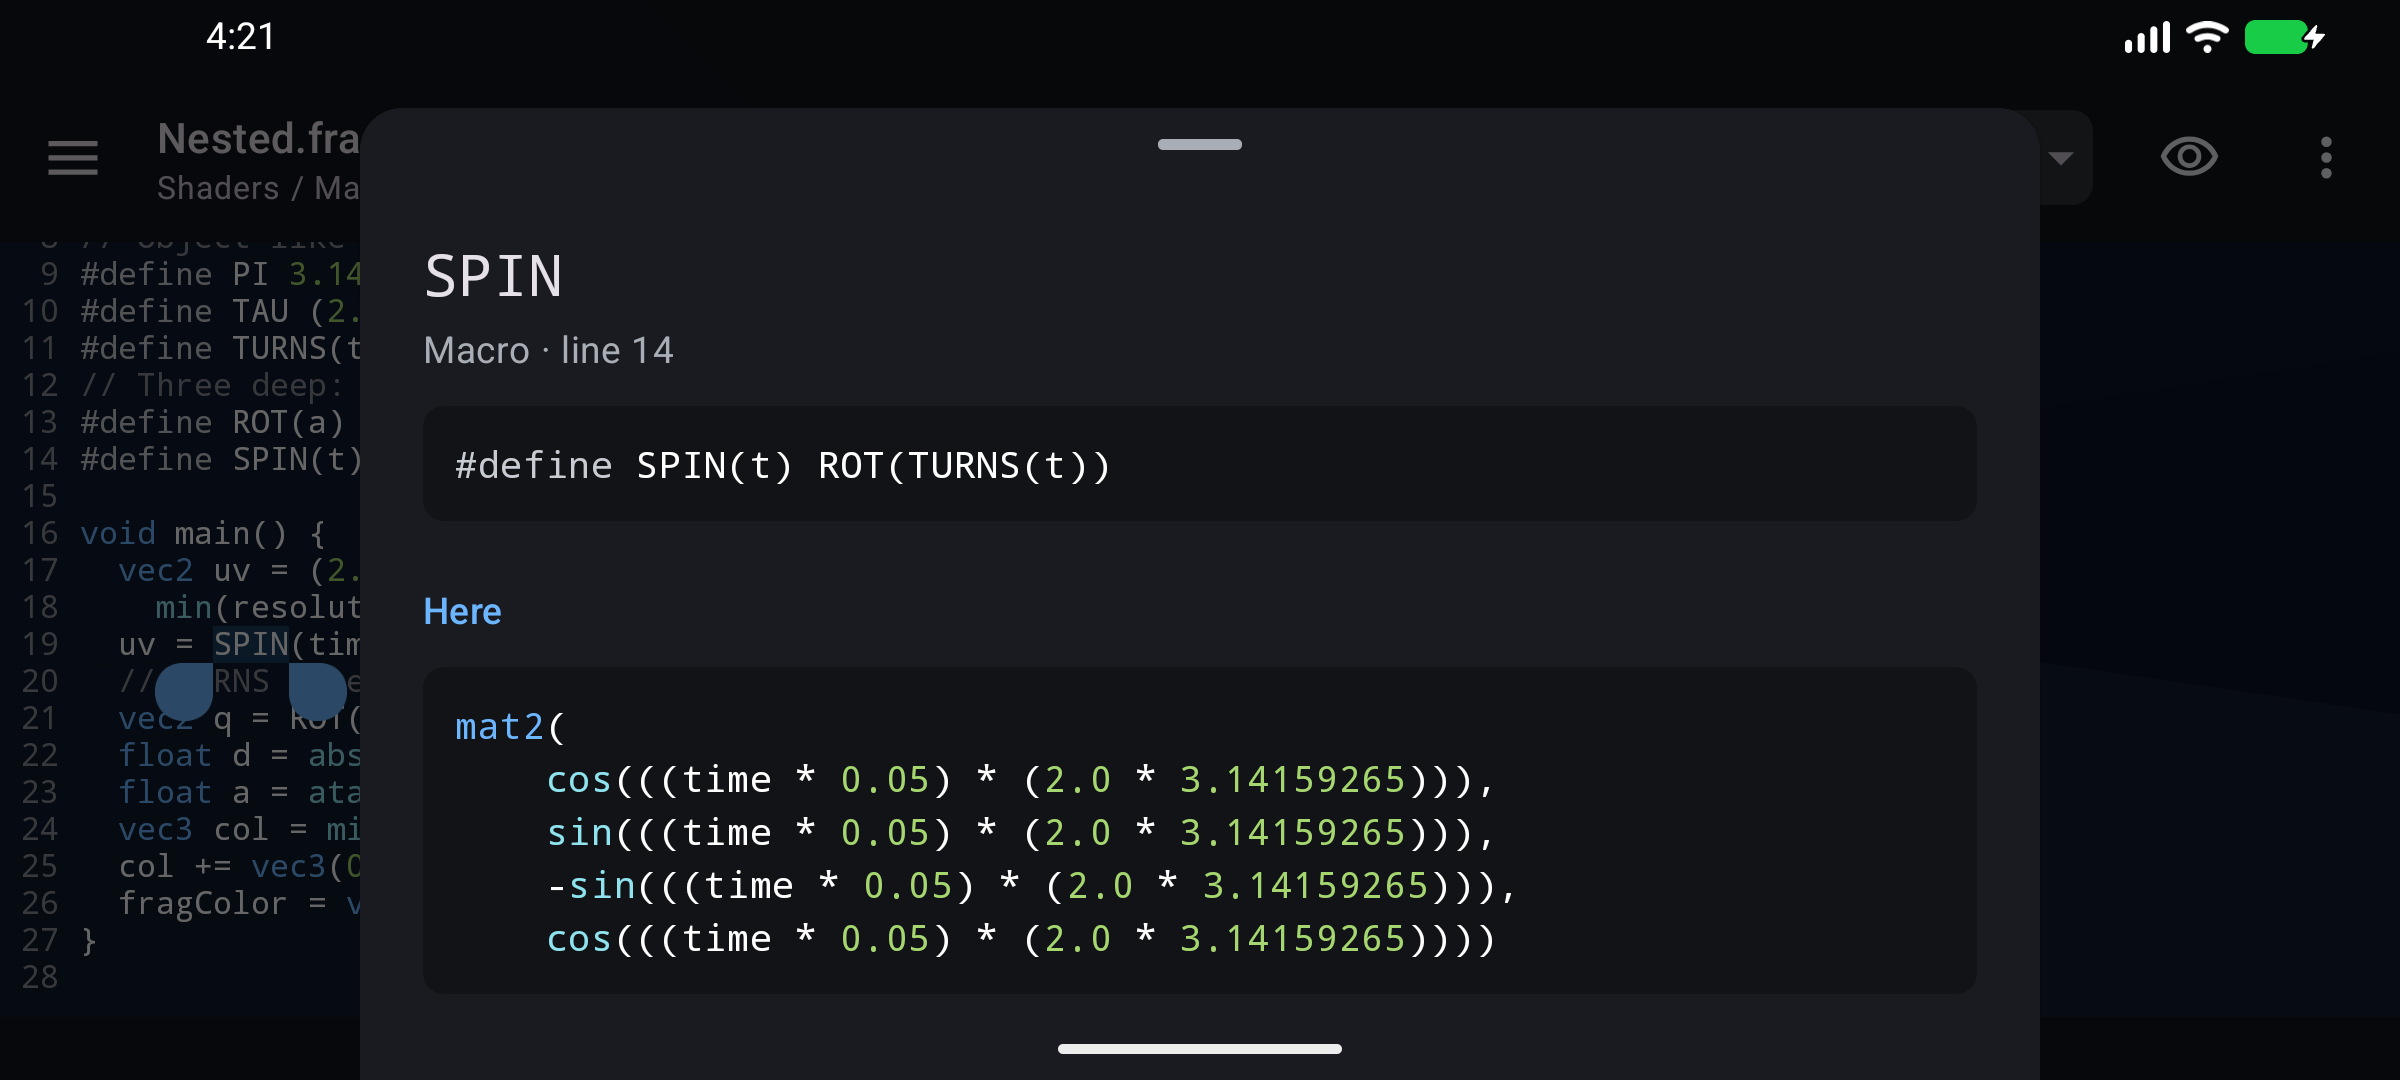 4:21
Nested.fra
Shaders / Ma
8 // Object like
9 #define PI 3.14
10 #define TAU (2.
11 #define TURNS(t
12 // Three deep:
13 #define ROT(a)
14 #define SPIN(t)
15
16 void main() {
17 vec2 uv = (2.
18 min(resolut
19 uv = SPIN(tim
20 // RNS e
21 vec2 q = ROT(
22 float d = abs
23 float a = ata
24 vec3 col = mi
25 col += vec3(0
26 fragColor = v
27 }
28
SPIN
Macro · line 14
#define SPIN(t) ROT(TURNS(t))
Here
mat2(
cos(((time * 0.05) * (2.0 * 3.14159265))),
sin(((time * 0.05) * (2.0 * 3.14159265))),
-sin(((time * 0.05) * (2.0 * 3.14159265))),
cos(((time * 0.05) * (2.0 * 3.14159265))))